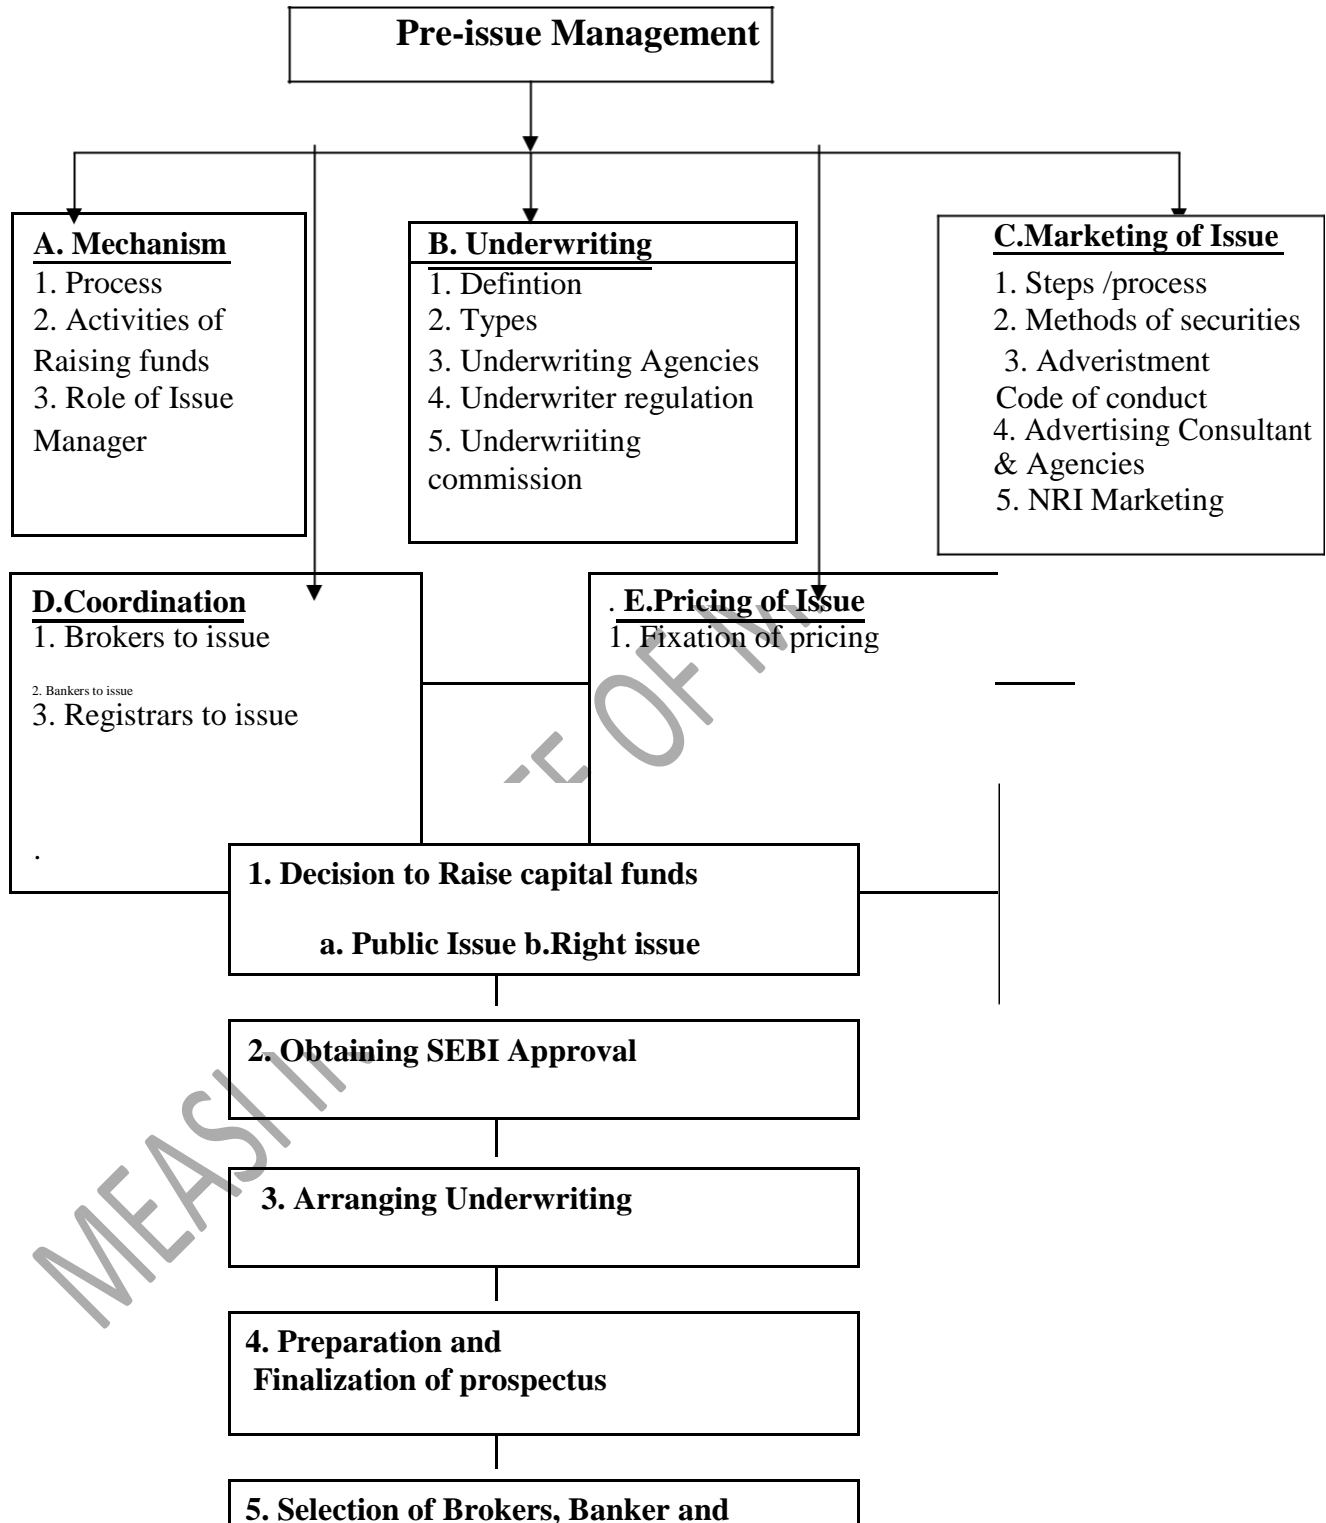 Pre-issue Management
A. Mechanism
1. Process
2. Activities of
Raising funds
3. Role of Issue
Manager
B. Underwriting
1. Defintion
2. Types
3. Underwriting Agencies
4. Underwriter regulation
5. Underwriiting
commission
C.Marketing of Issue
1. Steps /process
2. Methods of securities
3. Adveristment
Code of conduct
4. Advertising Consultant
& Agencies
5. NRI Marketing
D.Coordination
1. Brokers to issue
2. Bankers to issue
3. Registrars to issue
.
. E.Pricing of Issue
1. Fixation of pricing
1. Decision to Raise capital funds
a. Public Issue b.Right issue
2. Obtaining SEBI Approval
3. Arranging Underwriting
4. Preparation and
Finalization of prospectus
5. Selection of Brokers, Banker and
MEASI
OF